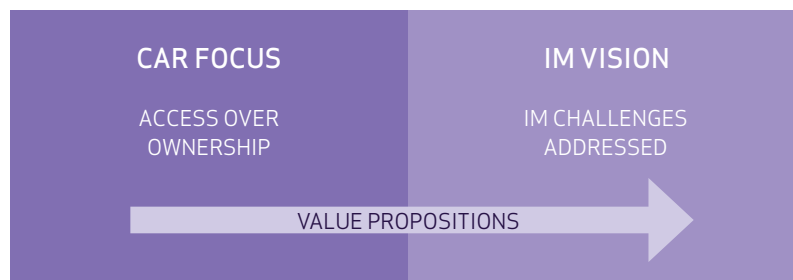 CAR FOCUS
ACCESS OVER
OWNERSHIP
IM VISION
IM CHALLENGES
ADDRESSED
VALUE PROPOSITIONS